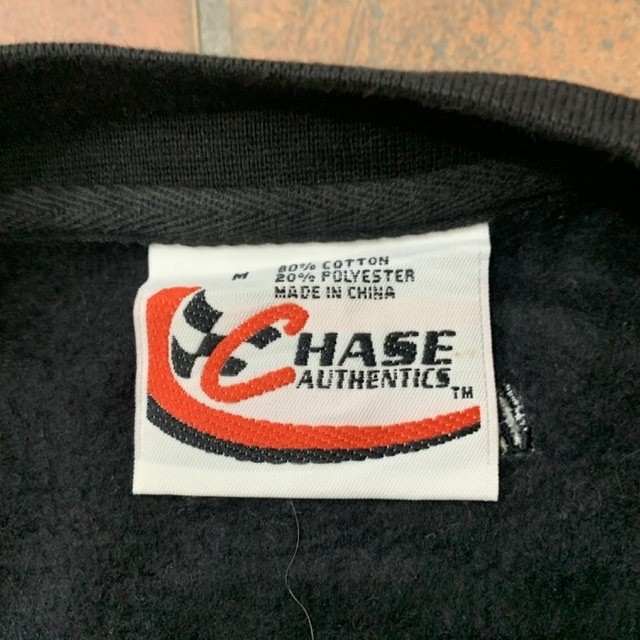 M 80% COTTON
20% POLYESTER
MADE IN CHINA
CHASE
AUTHENTICS TM